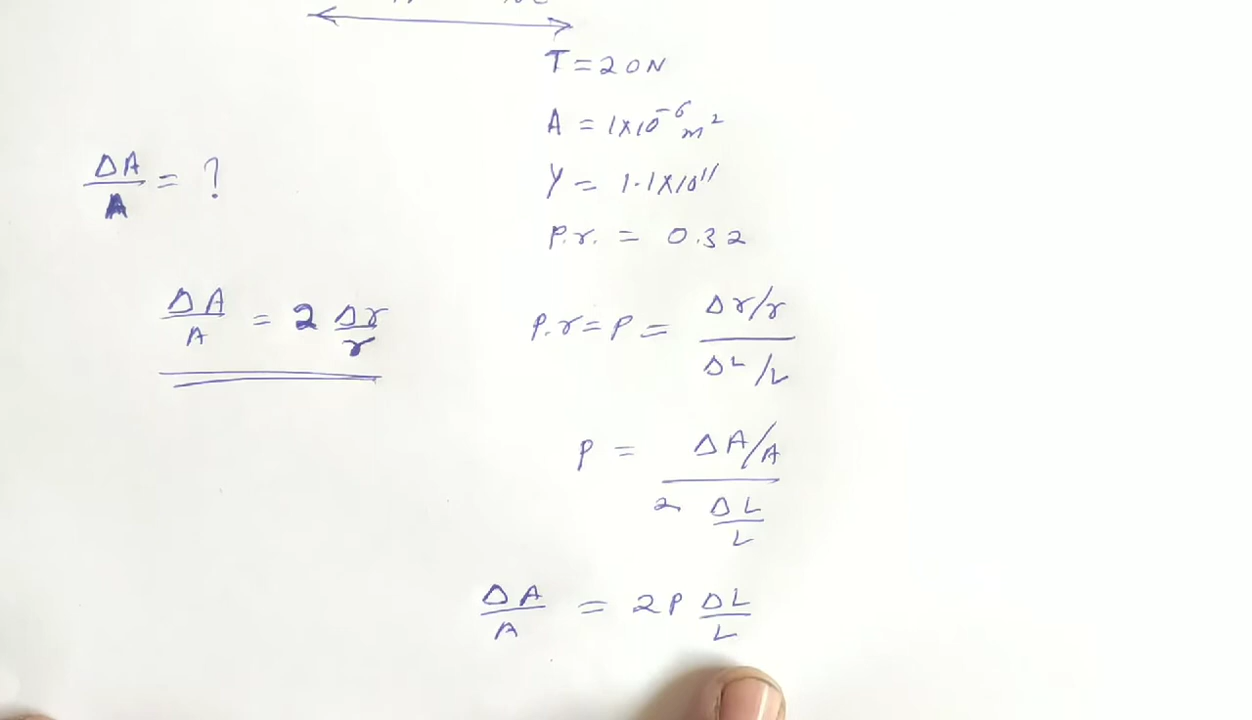 T = 20N
A = 1×10⁻⁶ m²
Y = 1.1×10¹¹
p.r. = 0.32
ΔA/A = ?
ΔA/A = 2 Δr/r
p.r = p = (Δr/r)/(ΔL/L)
p = (ΔA/A)/(2 ΔL/L)
ΔA/A = 2p ΔL/L